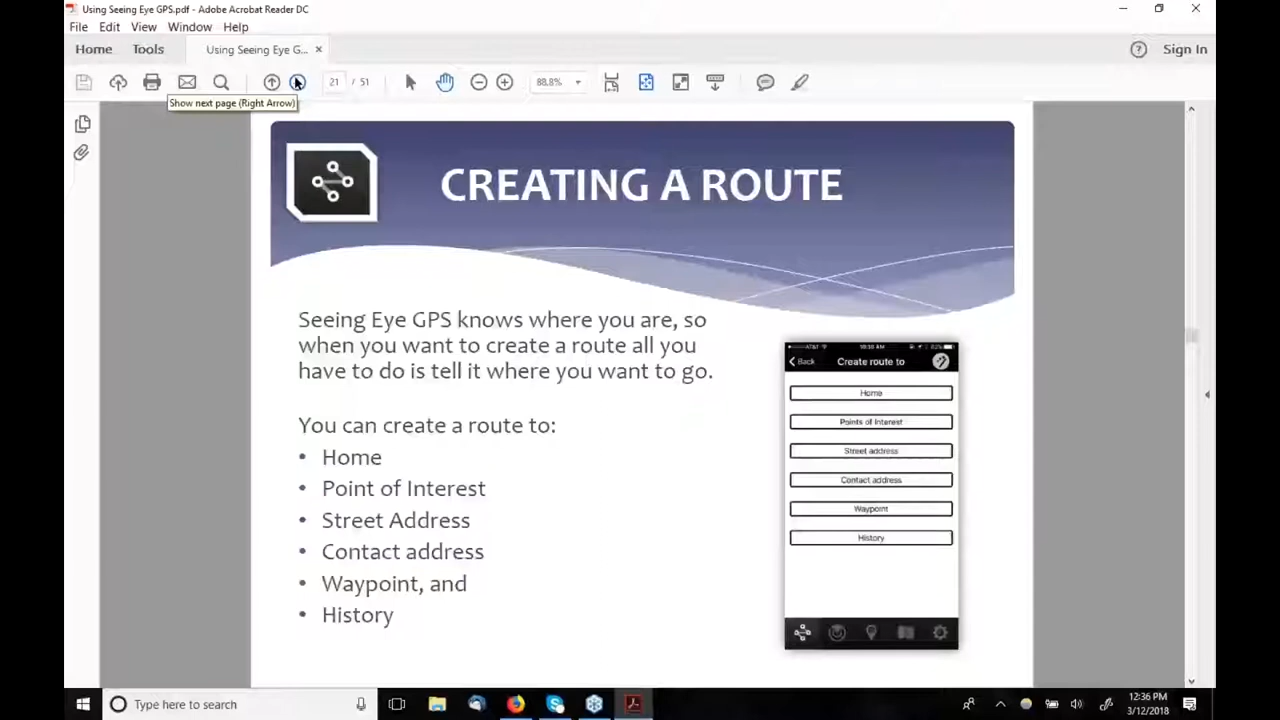 Using Seeing Eye GPS.pdf - Adobe Acrobat Reader DC
File Edit View Window Help
Home Tools Using Seeing Eye G... × Sign In
21 / 51 88.8%
Show next page (Right Arrow)
CREATING A ROUTE
Seeing Eye GPS knows where you are, so
when you want to create a route all you
have to do is tell it where you want to go.
You can create a route to:
• Home
• Point of Interest
• Street Address
• Contact address
• Waypoint, and
• History
AT&T 10:36 AM
Back Create route to
Home
Points of Interest
Street address
Contact address
Waypoint
History
Type here to search
12:36 PM
3/12/2018